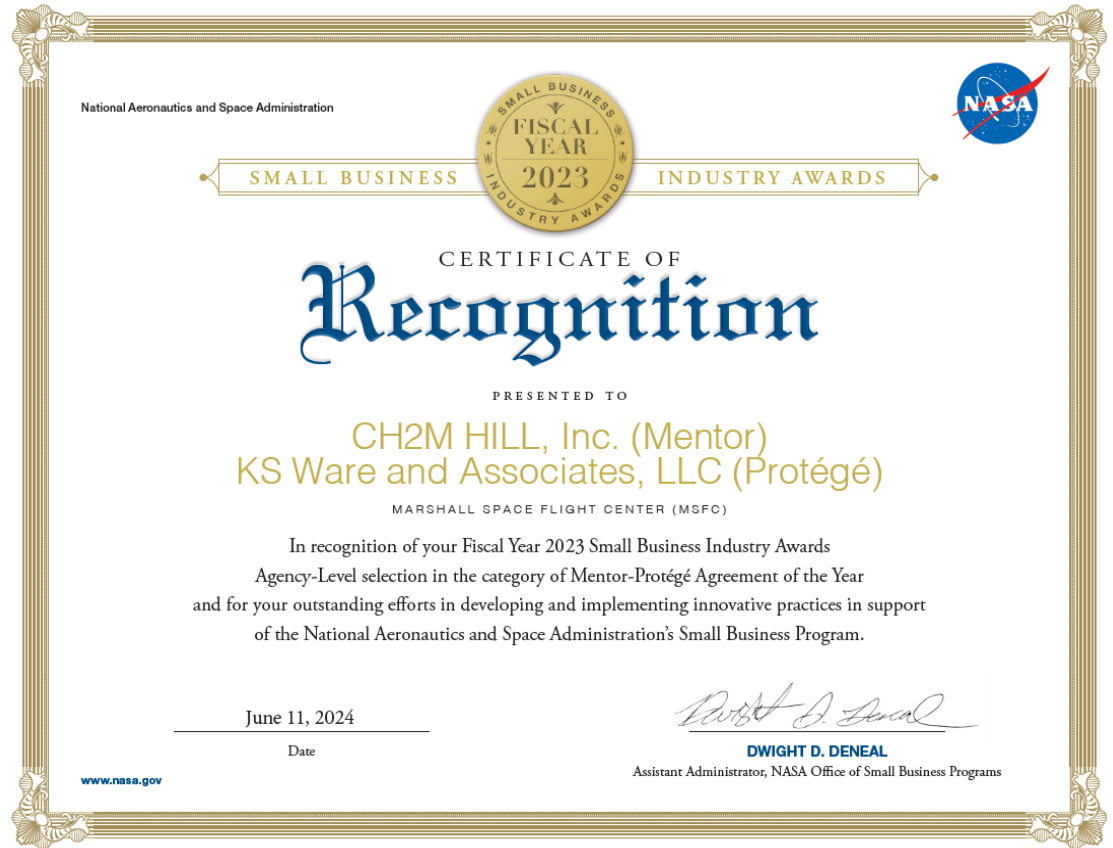 National Aeronautics and Space Administration
NASA
SMALL BUSINESS
FISCAL
YEAR
2023
INDUSTRY AWARDS
SMALL BUSINESS
INDUSTRY AWARDS
CERTIFICATE OF
Recognition
PRESENTED TO
CH2M HILL, Inc. (Mentor)
KS Ware and Associates, LLC (Protégé)
MARSHALL SPACE FLIGHT CENTER (MSFC)
In recognition of your Fiscal Year 2023 Small Business Industry Awards
Agency-Level selection in the category of Mentor-Protégé Agreement of the Year
and for your outstanding efforts in developing and implementing innovative practices in support
of the National Aeronautics and Space Administration’s Small Business Program.
June 11, 2024
Date
Dwight D. Deneal
DWIGHT D. DENEAL
Assistant Administrator, NASA Office of Small Business Programs
www.nasa.gov